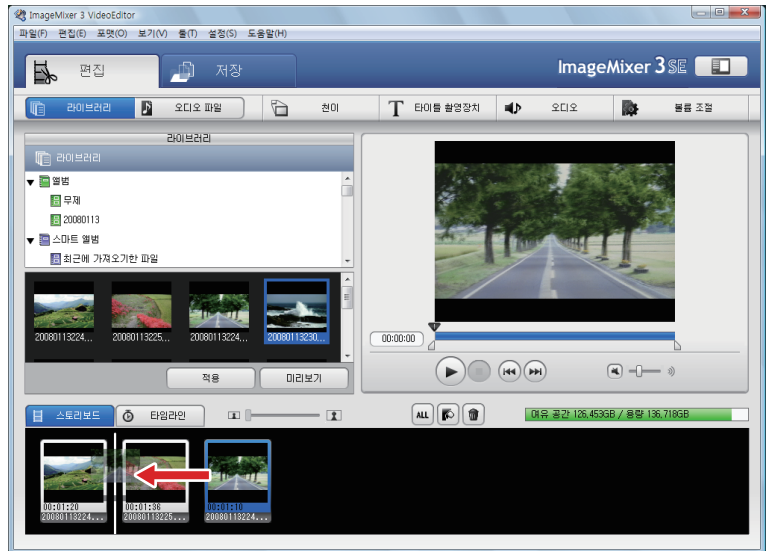 ImageMixer 3 VideoEditor
파일(F) 편집(E) 포맷(O) 보기(V) 툴(T) 설정(S) 도움말(H)
편집 저장 ImageMixer 3 SE
라이브러리 오디오 파일 천이 T 타이틀 촬영장치 오디오 볼륨 조절
라이브러리
라이브러리
앨범
무제
20080113
스마트 앨범
최근에 가져오기한 파일
20080113224... 20080113225... 20080113224... 20080113230...
적용 미리보기
00:00:00
스토리보드 타임라인 ALL 여유 공간 126.453GB / 용량 136.718GB
00:01:20 00:01:36 00:01:10
20080113224... 20080113225... 20080113224...